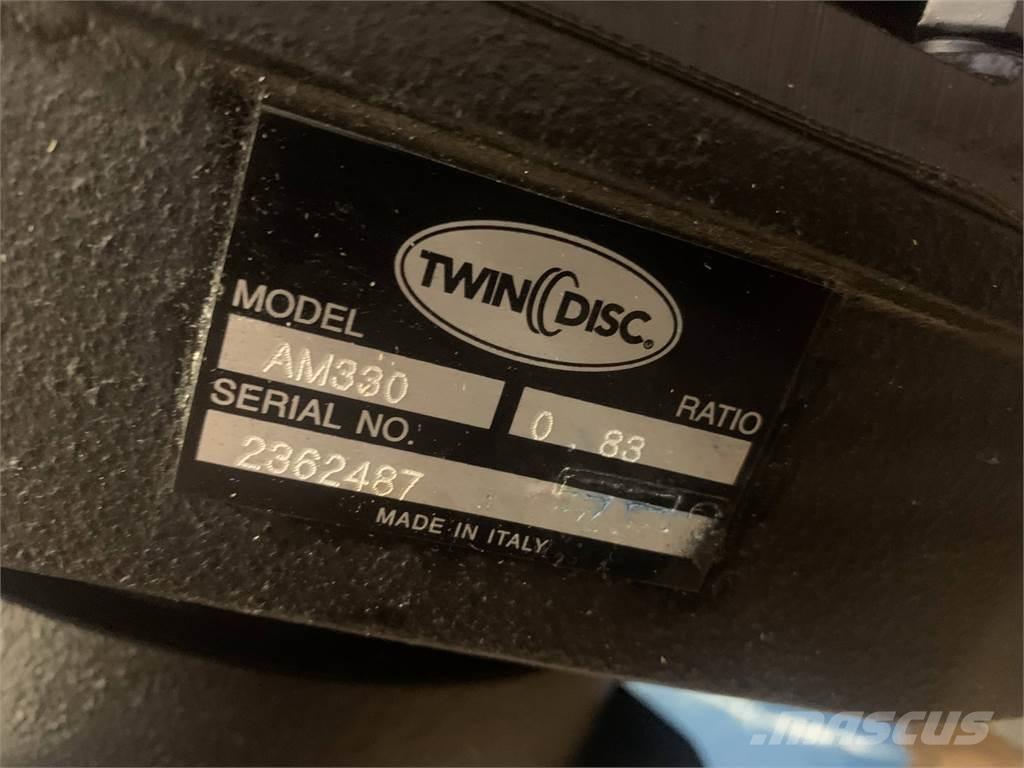 TWIN DISC®
MODEL
AM330
RATIO
0.83
SERIAL NO.
2362487
MADE IN ITALY
MASCUS